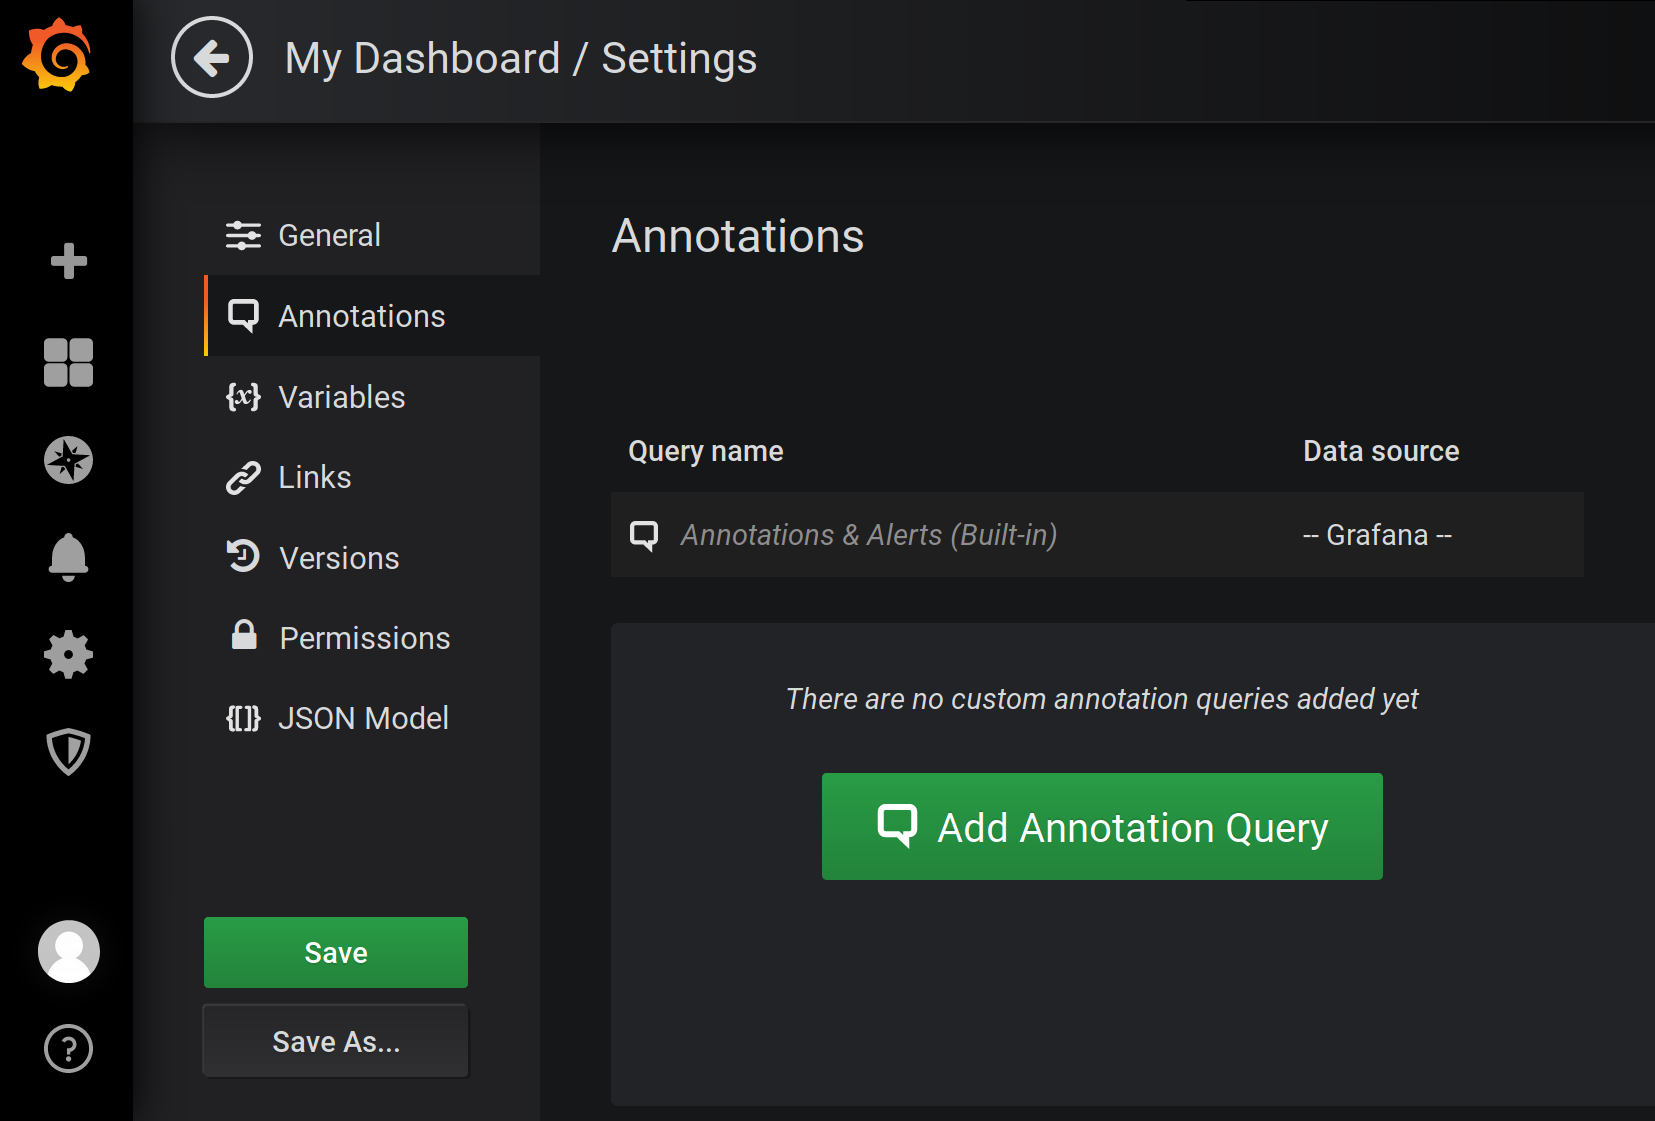 My Dashboard / Settings
General
Annotations
Variables
Links
Versions
Permissions
JSON Model
Save
Save As...
Annotations
Query name Data source
Annotations & Alerts (Built-in) -- Grafana --
There are no custom annotation queries added yet
Add Annotation Query